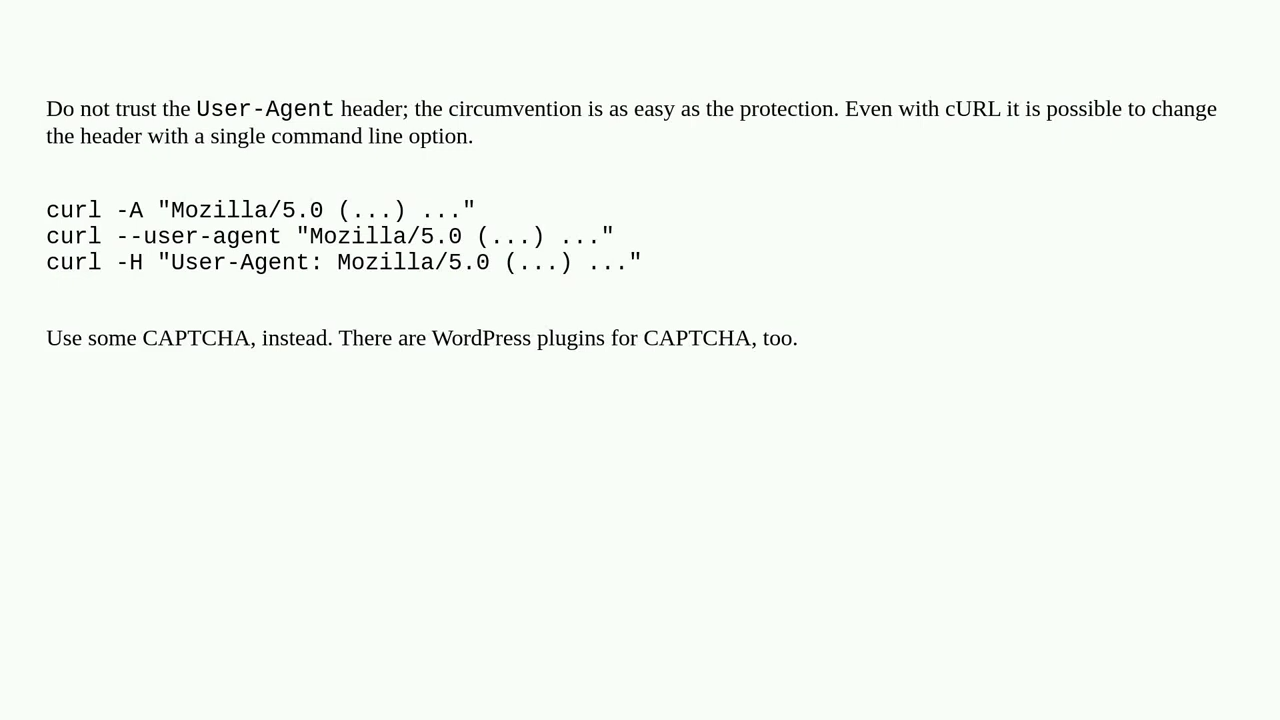 Do not trust the User-Agent header; the circumvention is as easy as the protection. Even with cURL it is possible to change
the header with a single command line option.
curl -A "Mozilla/5.0 (...) ..."
curl --user-agent "Mozilla/5.0 (...) ..."
curl -H "User-Agent: Mozilla/5.0 (...) ..."
Use some CAPTCHA, instead. There are WordPress plugins for CAPTCHA, too.